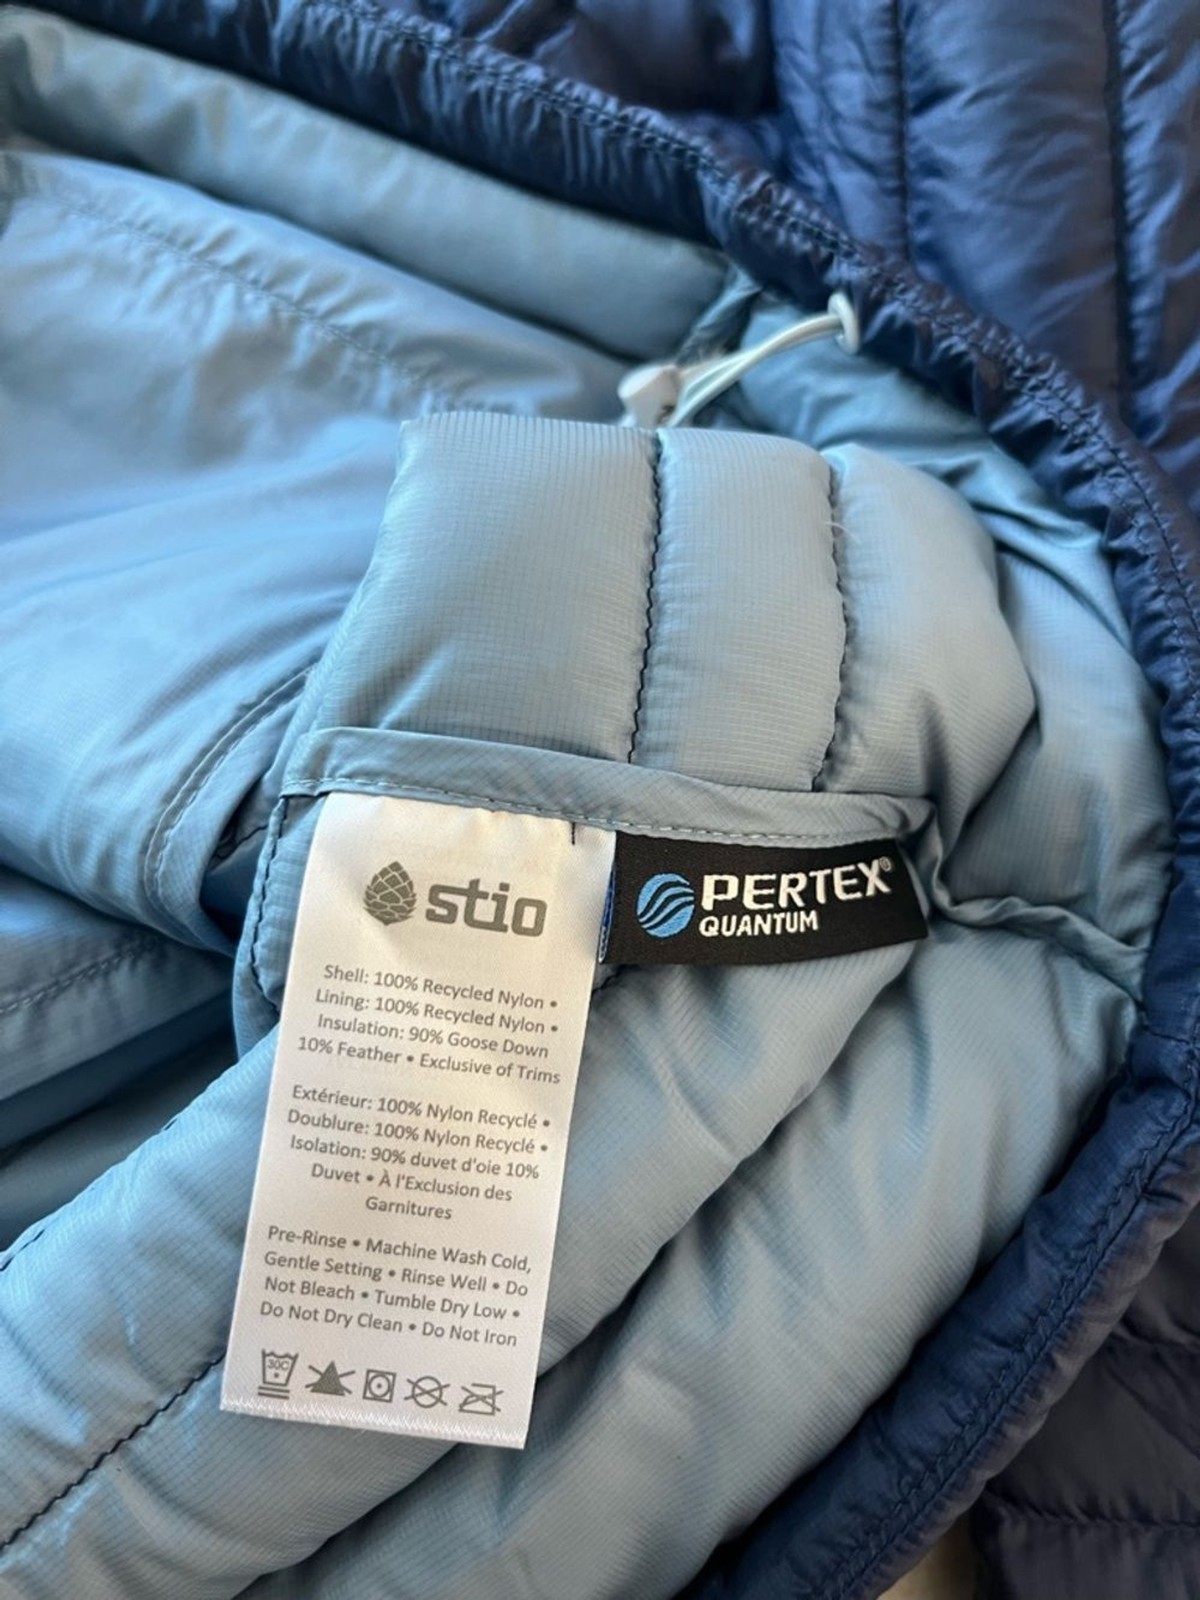 stio
PERTEX®
QUANTUM
Shell: 100% Recycled Nylon •
Lining: 100% Recycled Nylon •
Insulation: 90% Goose Down
10% Feather • Exclusive of Trims
Extérieur: 100% Nylon Recyclé •
Doublure: 100% Nylon Recyclé •
Isolation: 90% duvet d'oie 10%
Duvet • À l'Exclusion des
Garnitures
Pre-Rinse • Machine Wash Cold,
Gentle Setting • Rinse Well • Do
Not Bleach • Tumble Dry Low •
Do Not Dry Clean • Do Not Iron
30C